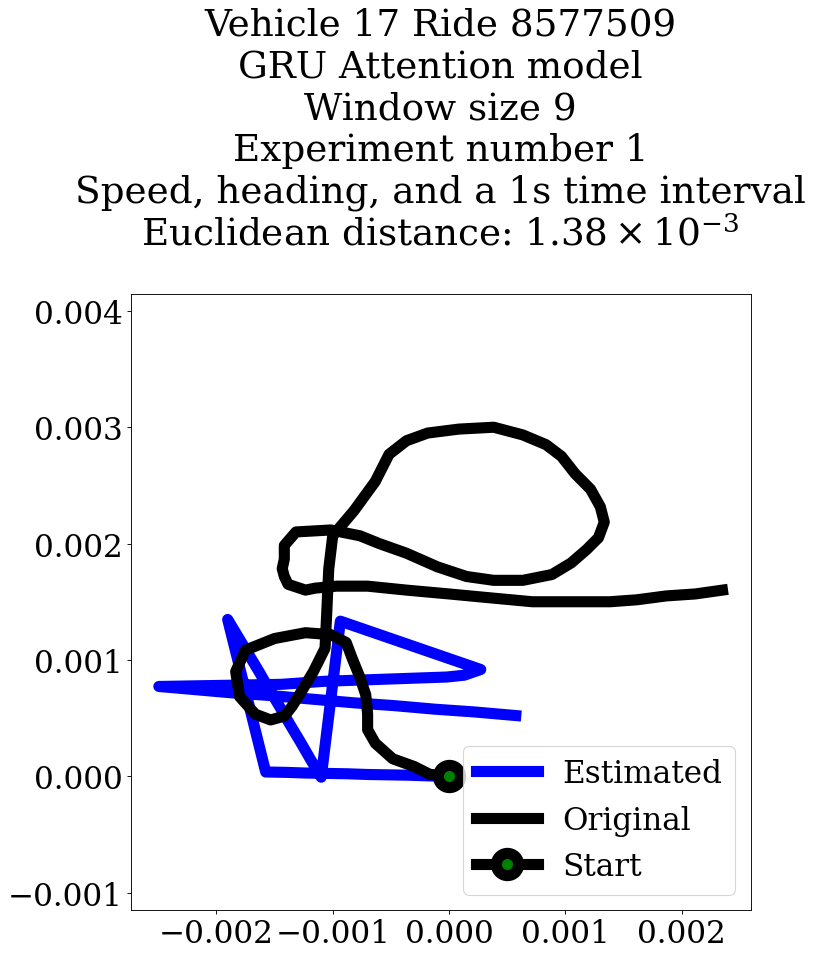 Vehicle 17 Ride 8577509
GRU Attention model
Window size 9
Experiment number 1
Speed, heading, and a 1s time interval
Euclidean distance: 1.38 × 10⁻³
0.004
0.003
0.002
0.001
0.000
−0.001
Estimated
Original
Start
−0.002 −0.001 0.000 0.001 0.002